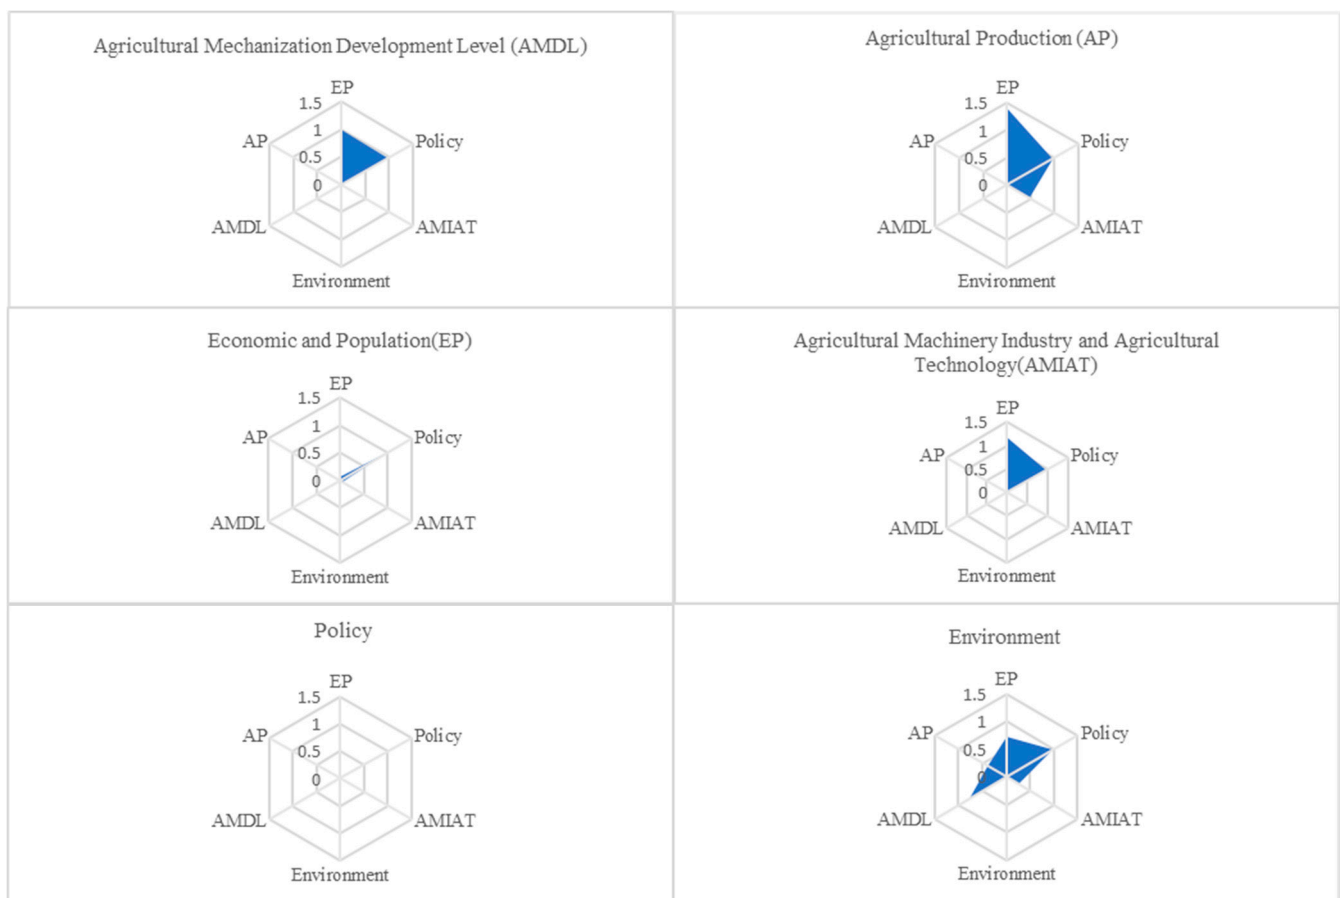 Agricultural Mechanization Development Level (AMDL)
EP
1.5
Policy
1
AP
0.5
0
AMDL
AMIAT
Environment
Agricultural Production (AP)
EP
1.5
Policy
1
AP
0.5
0
AMDL
AMIAT
Environment
Economic and Population(EP)
EP
1.5
Policy
1
AP
0.5
0
AMDL
AMIAT
Environment
Agricultural Machinery Industry and Agricultural
Technology(AMIAT)
EP
1.5
Policy
1
AP
0.5
0
AMDL
AMIAT
Environment
Policy
EP
1.5
Policy
1
AP
0.5
0
AMDL
AMIAT
Environment
Environment
EP
1.5
Policy
1
AP
0.5
0
AMDL
AMIAT
Environment